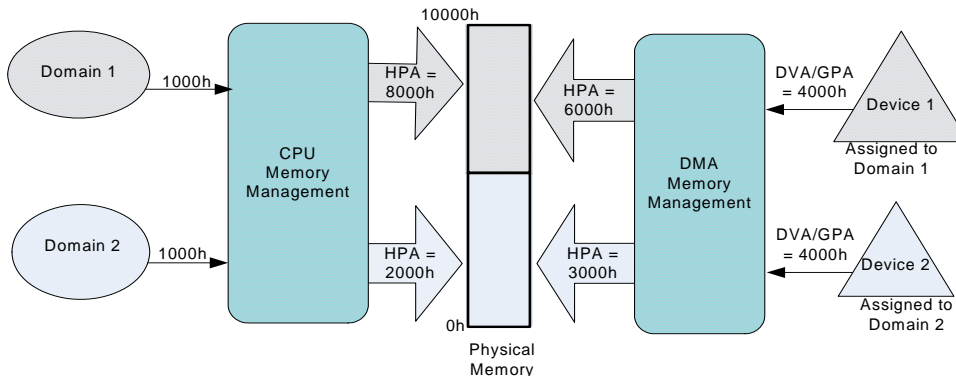 10000h
Domain 1
1000h
HPA =
8000h
HPA =
6000h
DVA/GPA
= 4000h
Device 1
Assigned to
Domain 1
CPU
Memory
Management
DMA
Memory
Management
Domain 2
1000h
HPA =
2000h
HPA =
3000h
DVA/GPA
= 4000h
Device 2
Assigned to
Domain 2
0h
Physical
Memory